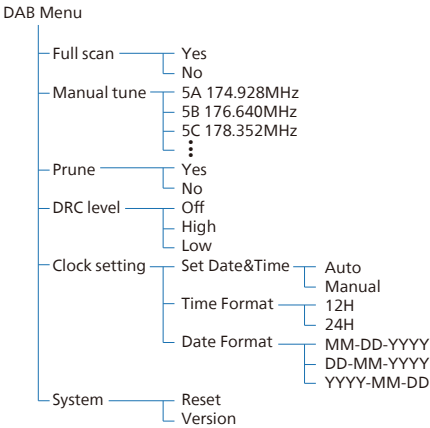 DAB Menu
Full scan Yes
No
Manual tune 5A 174.928MHz
5B 176.640MHz
5C 178.352MHz
Prune Yes
No
DRC level Off
High
Low
Clock setting Set Date&Time Auto
Manual
Time Format 12H
24H
Date Format MM-DD-YYYY
DD-MM-YYYY
YYYY-MM-DD
System Reset
Version